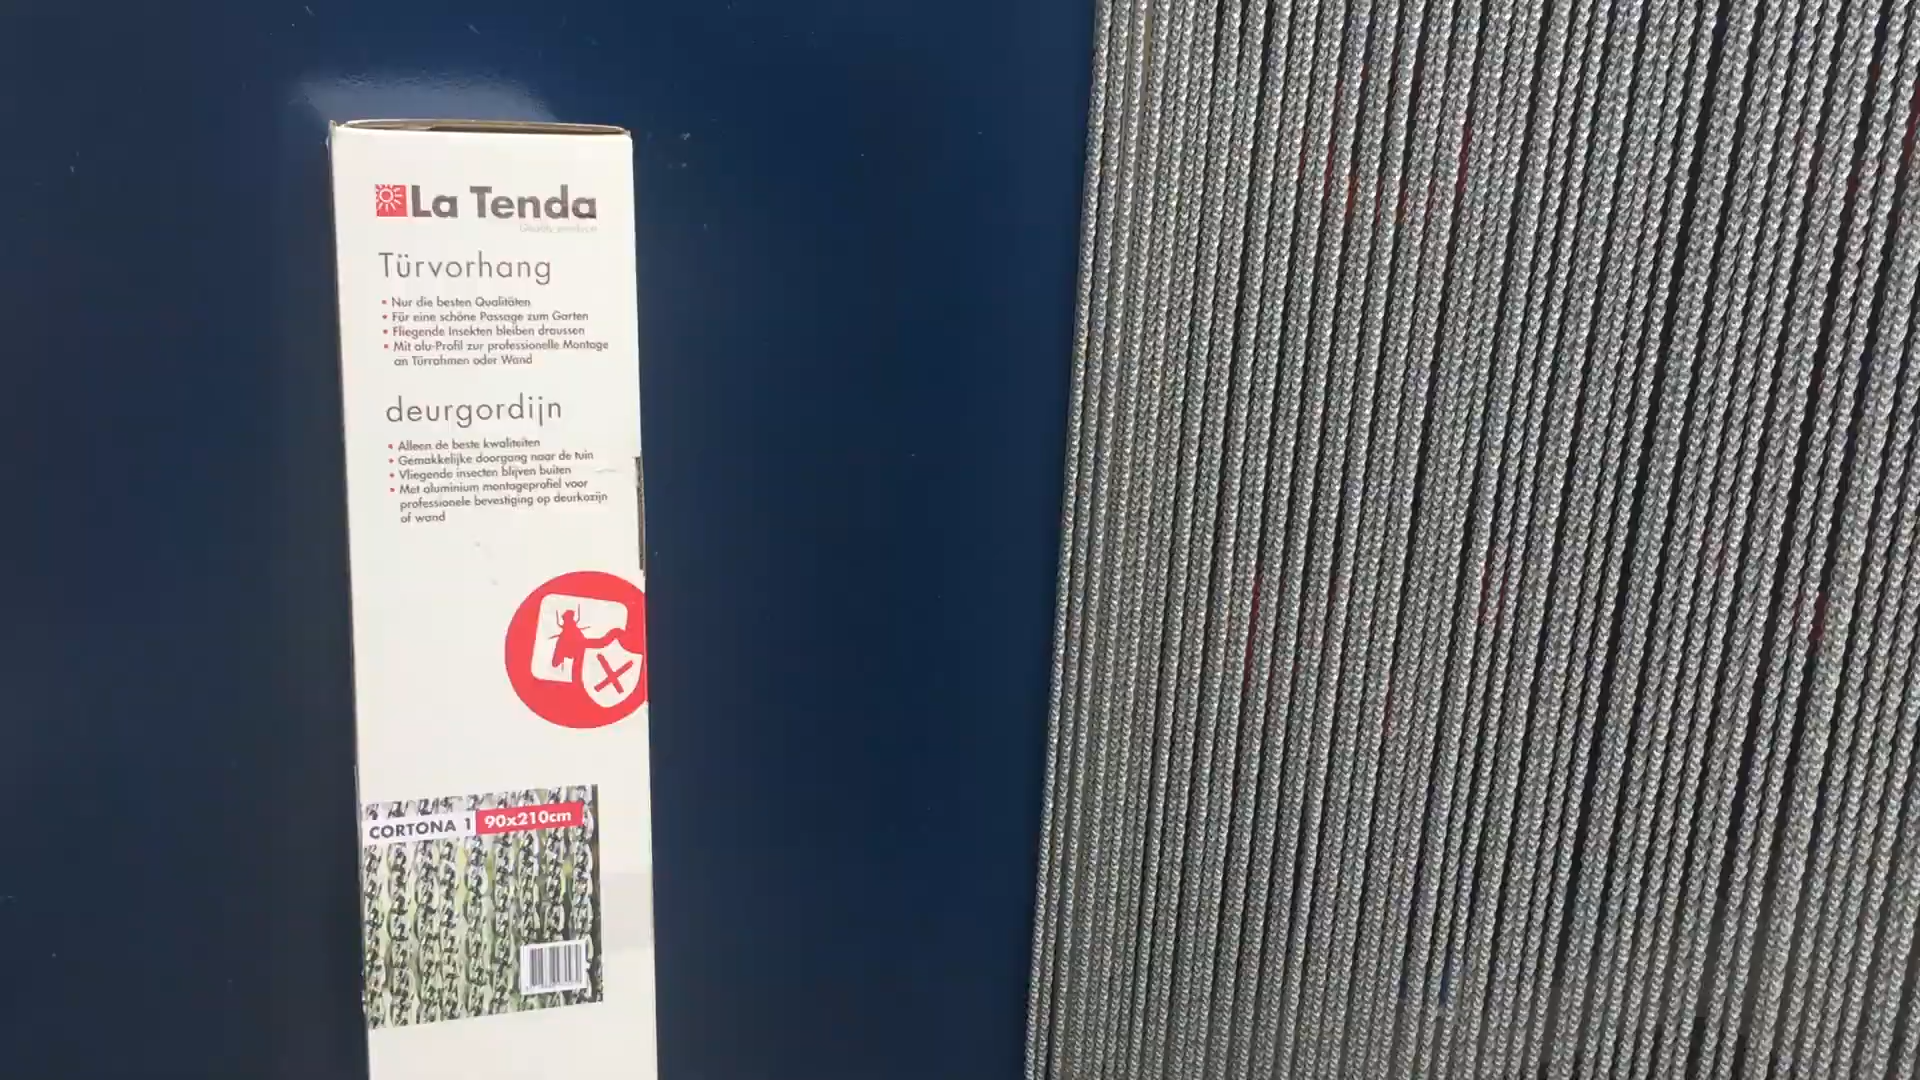 La Tenda
Türvorhang
• Nur die besten Qualitäten
• Für eine schöne Passage zum Garten
• Fliegende Insekten bleiben draussen
• Mit alu-Profil zur professionelle Montage
an Türrahmen oder Wand
deurgordijn
• Alleen de beste kwaliteiten
• Gemakkelijke doorgang naar de tuin
• Vliegende insecten blijven buiten
• Met aluminium montageprofiel voor
professionele bevestiging op deurkozijn
of wand
CORTONA 1 90x210cm